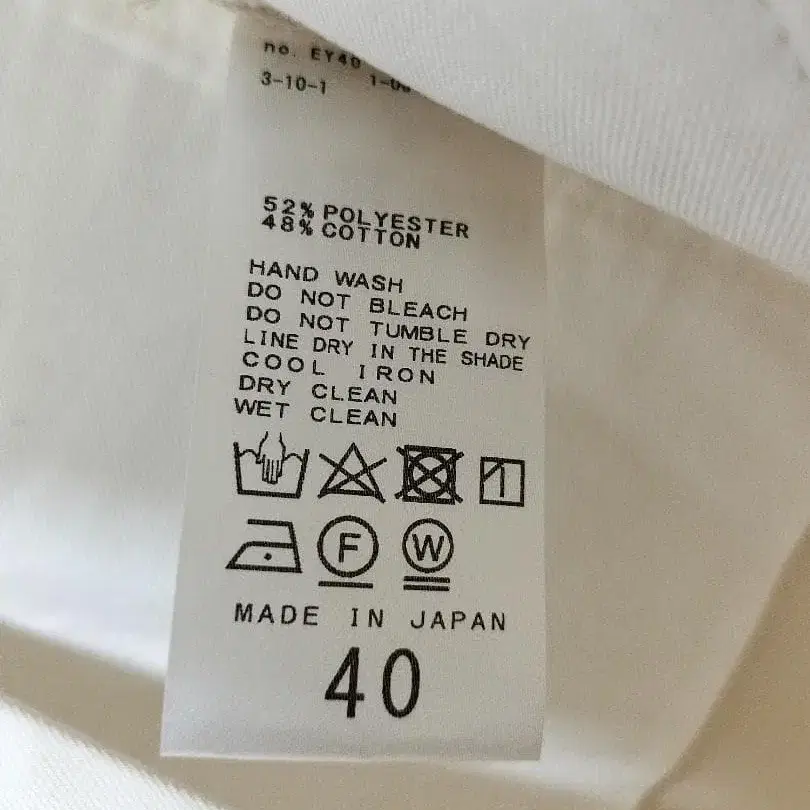 no. EY40
3-10-1
52% POLYESTER
48% COTTON
HAND WASH
DO NOT BLEACH
DO NOT TUMBLE DRY
LINE DRY IN THE SHADE
COOL IRON
DRY CLEAN
WET CLEAN
F W
MADE IN JAPAN
40